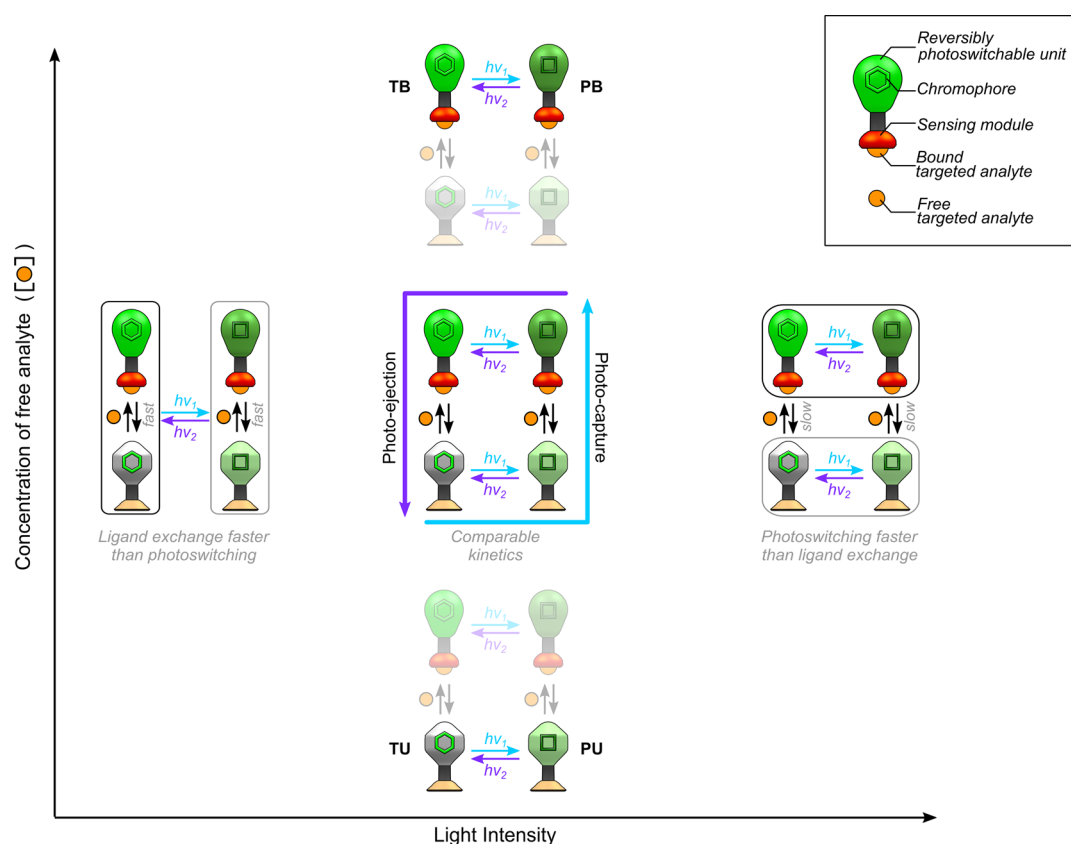 Concentration of free analyte ([ ])
Light Intensity
TB
hv1
hv2
PB
hv1
hv2
Reversibly
photoswitchable unit
Chromophore
Sensing module
Bound
targeted analyte
Free
targeted analyte
fast
hv1
hv2
fast
Ligand exchange faster
than photoswitching
Photo-ejection
hv1
hv2
hv1
hv2
Photo-capture
Comparable
kinetics
hv1
hv2
slow
slow
hv1
hv2
Photoswitching faster
than ligand exchange
hv1
hv2
TU
hv1
hv2
PU